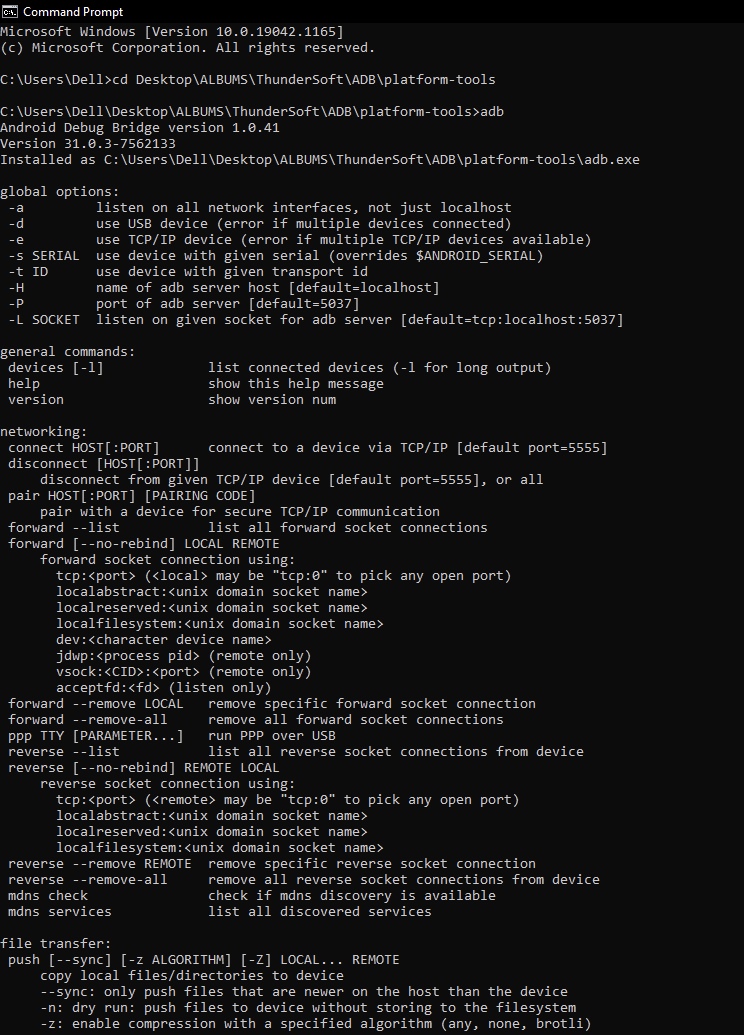 Command Prompt
Microsoft Windows [Version 10.0.19042.1165]
(c) Microsoft Corporation. All rights reserved.
C:\Users\Dell>cd Desktop\ALBUMS\ThunderSoft\ADB\platform-tools
C:\Users\Dell\Desktop\ALBUMS\ThunderSoft\ADB\platform-tools>adb
Android Debug Bridge version 1.0.41
Version 31.0.3-7562133
Installed as C:\Users\Dell\Desktop\ALBUMS\ThunderSoft\ADB\platform-tools\adb.exe
global options:
 -a         listen on all network interfaces, not just localhost
 -d         use USB device (error if multiple devices connected)
 -e         use TCP/IP device (error if multiple TCP/IP devices available)
 -s SERIAL  use device with given serial (overrides $ANDROID_SERIAL)
 -t ID      use device with given transport id
 -H         name of adb server host [default=localhost]
 -P         port of adb server [default=5037]
 -L SOCKET  listen on given socket for adb server [default=tcp:localhost:5037]
general commands:
 devices [-l]             list connected devices (-l for long output)
 help                     show this help message
 version                  show version num
networking:
 connect HOST[:PORT]      connect to a device via TCP/IP [default port=5555]
 disconnect [HOST[:PORT]]
     disconnect from given TCP/IP device [default port=5555], or all
 pair HOST[:PORT] [PAIRING CODE]
     pair with a device for secure TCP/IP communication
 forward --list           list all forward socket connections
 forward [--no-rebind] LOCAL REMOTE
     forward socket connection using:
       tcp:<port> (<local> may be "tcp:0" to pick any open port)
       localabstract:<unix domain socket name>
       localreserved:<unix domain socket name>
       localfilesystem:<unix domain socket name>
       dev:<character device name>
       jdwp:<process pid> (remote only)
       vsock:<CID>:<port> (remote only)
       acceptfd:<fd> (listen only)
 forward --remove LOCAL   remove specific forward socket connection
 forward --remove-all     remove all forward socket connections
 ppp TTY [PARAMETER...]   run PPP over USB
 reverse --list           list all reverse socket connections from device
 reverse [--no-rebind] REMOTE LOCAL
     reverse socket connection using:
       tcp:<port> (<remote> may be "tcp:0" to pick any open port)
       localabstract:<unix domain socket name>
       localreserved:<unix domain socket name>
       localfilesystem:<unix domain socket name>
 reverse --remove REMOTE  remove specific reverse socket connection
 reverse --remove-all     remove all reverse socket connections from device
 mdns check               check if mdns discovery is available
 mdns services            list all discovered services
file transfer:
 push [--sync] [-z ALGORITHM] [-Z] LOCAL... REMOTE
     copy local files/directories to device
     --sync: only push files that are newer on the host than the device
     -n: dry run: push files to device without storing to the filesystem
     -z: enable compression with a specified algorithm (any, none, brotli)